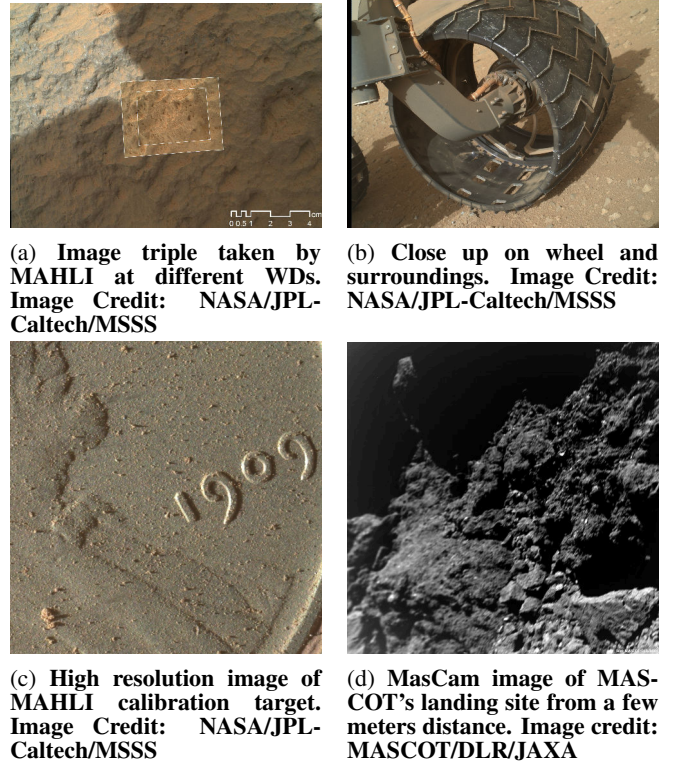 cm
0 0.5 1 2 3 4
(a) Image triple taken by
MAHLI at different WDs.
Image Credit: NASA/JPL-
Caltech/MSSS
(b) Close up on wheel and
surroundings. Image Credit:
NASA/JPL-Caltech/MSSS
1909
(c) High resolution image of
MAHLI calibration target.
Image Credit: NASA/JPL-
Caltech/MSSS
(d) MasCam image of MAS-
COT's landing site from a few
meters distance. Image credit:
MASCOT/DLR/JAXA